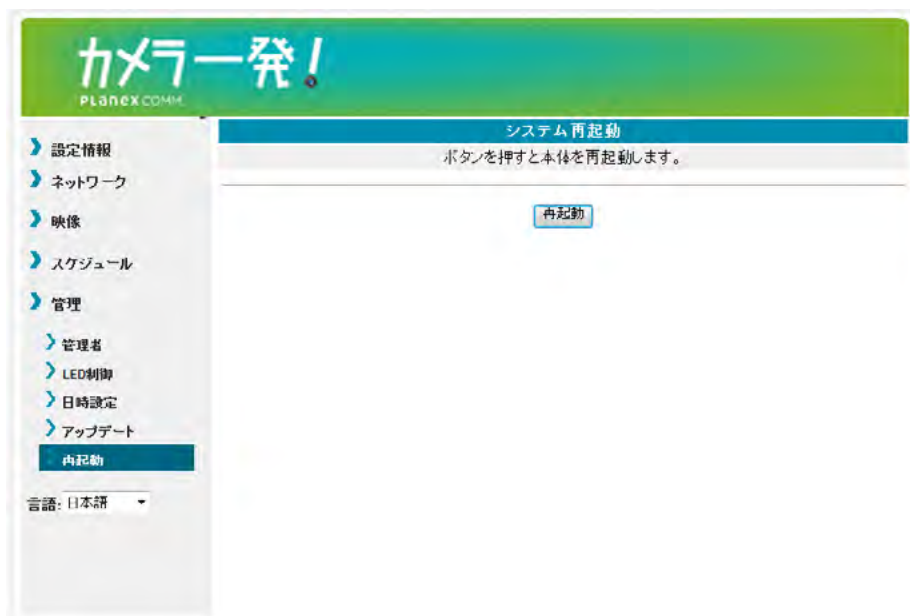 カメラ一発!
PLANEX COMM.
設定情報
ネットワーク
映像
スケジュール
管理
管理者
LED制御
日時設定
アップデート
再起動
言語: 日本語
システム再起動
ボタンを押すと本体を再起動します。
再起動